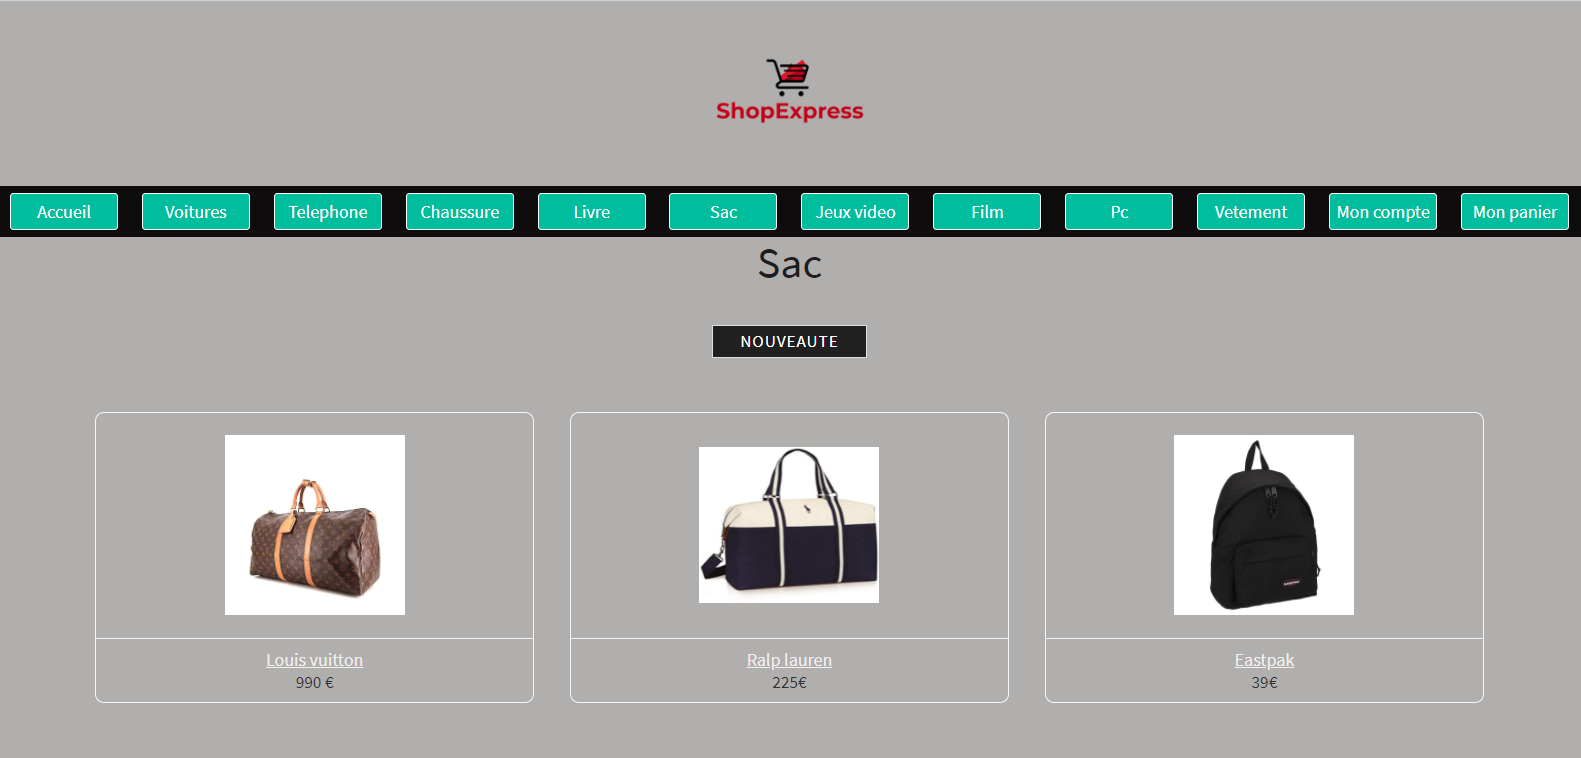 ShopExpress
Accueil Voitures Telephone Chaussure Livre Sac Jeux video Film Pc Vetement Mon compte Mon panier
Sac
NOUVEAUTE
Louis vuitton Ralp lauren Eastpak
990 € 225€ 39€